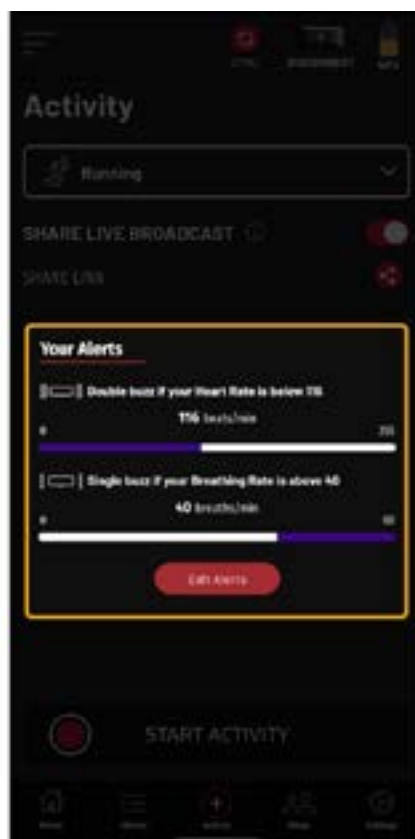 Activity
Running
SHARE LIVE BROADCAST
SHARE LINK
Your Alerts
Double buzz if your Heart Rate is below 116
116 beats/min
0
Single buzz if your Breathing Rate is above 40
40 breaths/min
0 60
Edit Alerts
START ACTIVITY